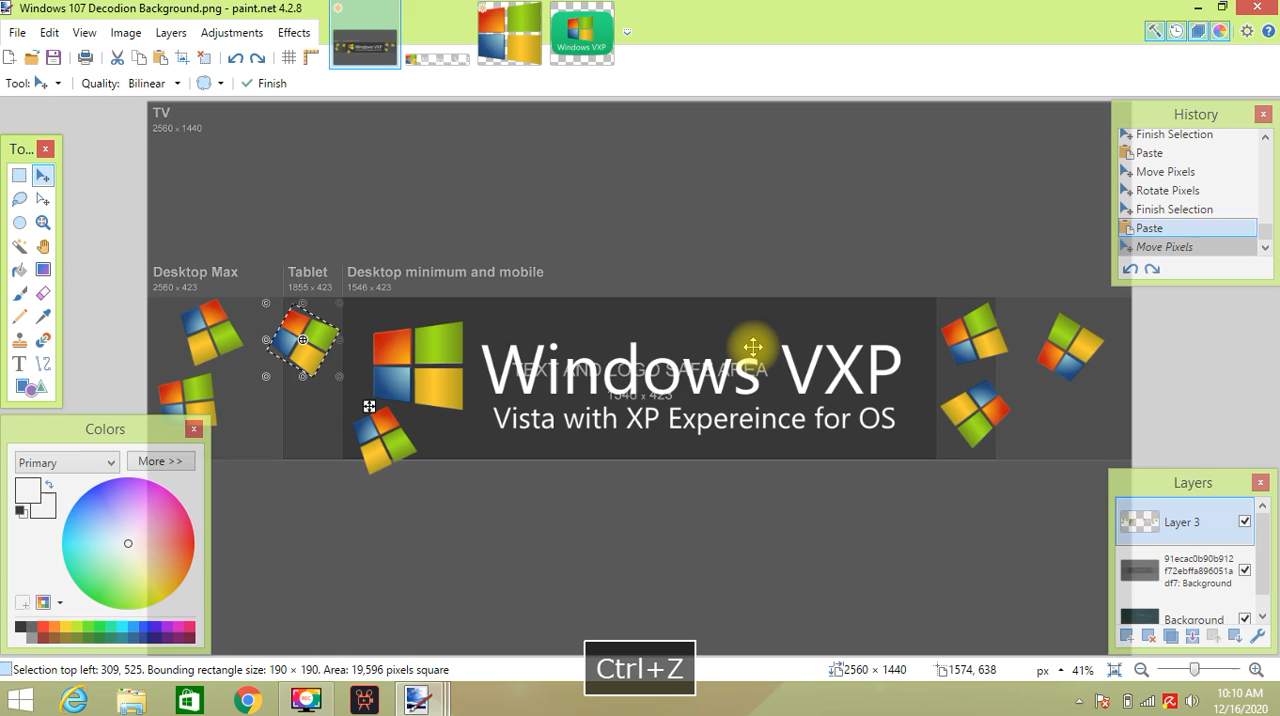 Windows 107 Decodion Background.png - paint.net 4.2.8
File Edit View Image Layers Adjustments Effects
Windows VXP
Tool: Quality: Bilinear Finish
TV
2560 x 1440
To...
History
Finish Selection
Paste
Move Pixels
Rotate Pixels
Finish Selection
Paste
Move Pixels
Desktop Max
2560 x 423
Tablet
1855 x 423
Desktop minimum and mobile
1546 x 423
Windows VXP
TEXT AND LOGO SAFE AREA
1546 x 423
Vista with XP Expereince for OS
Colors
Primary
More >>
Layers
Layer 3
91ecac0b90b912
f72ebffa896051a
df7: Background
Background
Ctrl+Z
Selection top left: 309, 525. Bounding rectangle size: 190 × 190. Area: 19,596 pixels square
2560 × 1440
1574, 638
px
41%
REC
10:10 AM
12/16/2020